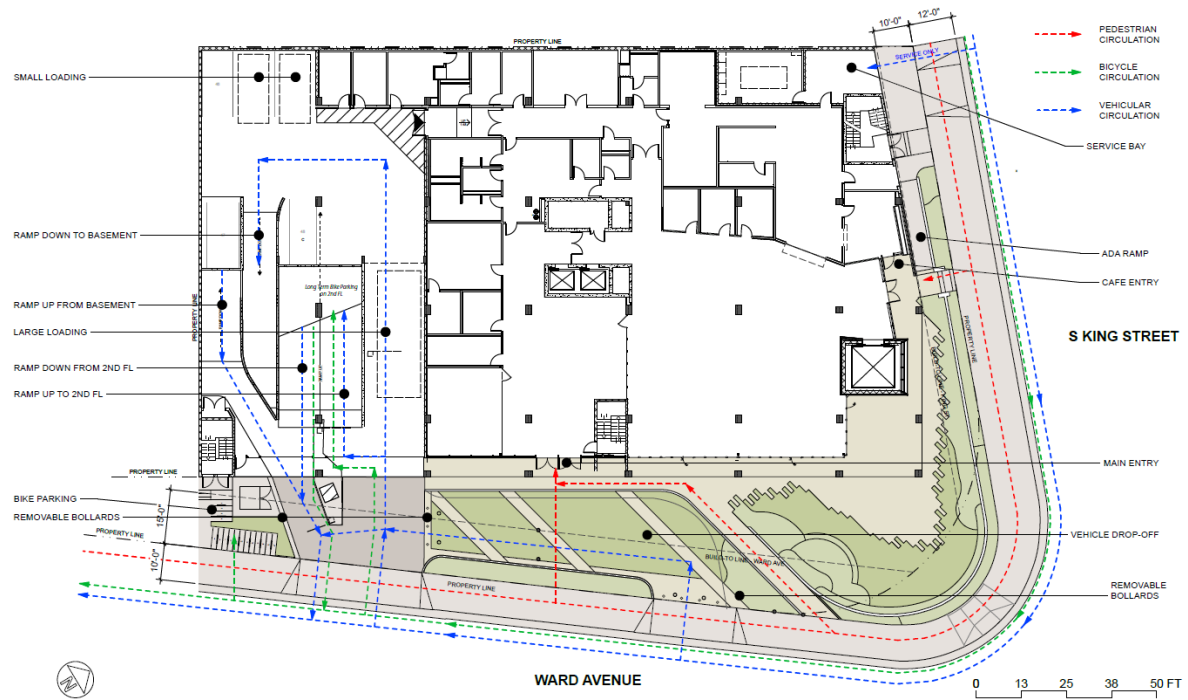 PROPERTY LINE
10'-0"
12'-0"
SERVICE ONLY
PEDESTRIAN
CIRCULATION
BICYCLE
CIRCULATION
VEHICULAR
CIRCULATION
SMALL LOADING
SERVICE BAY
RAMP DOWN TO BASEMENT
ADA RAMP
CAFE ENTRY
Long Term Bike Parking
on 2nd FL
RAMP UP FROM BASEMENT
PROPERTY LINE
LARGE LOADING
PROPERTY LINE
S KING STREET
RAMP DOWN FROM 2ND FL
RAMP UP TO 2ND FL
MAIN ENTRY
PROPERTY LINE
BIKE PARKING
15'-0"
REMOVABLE BOLLARDS
PROPERTY LINE
VEHICLE DROP-OFF
10'-0"
BUILD-TO LINE - WARD AVE
PROPERTY LINE
REMOVABLE
BOLLARDS
N
WARD AVENUE
0 13 25 38 50 FT